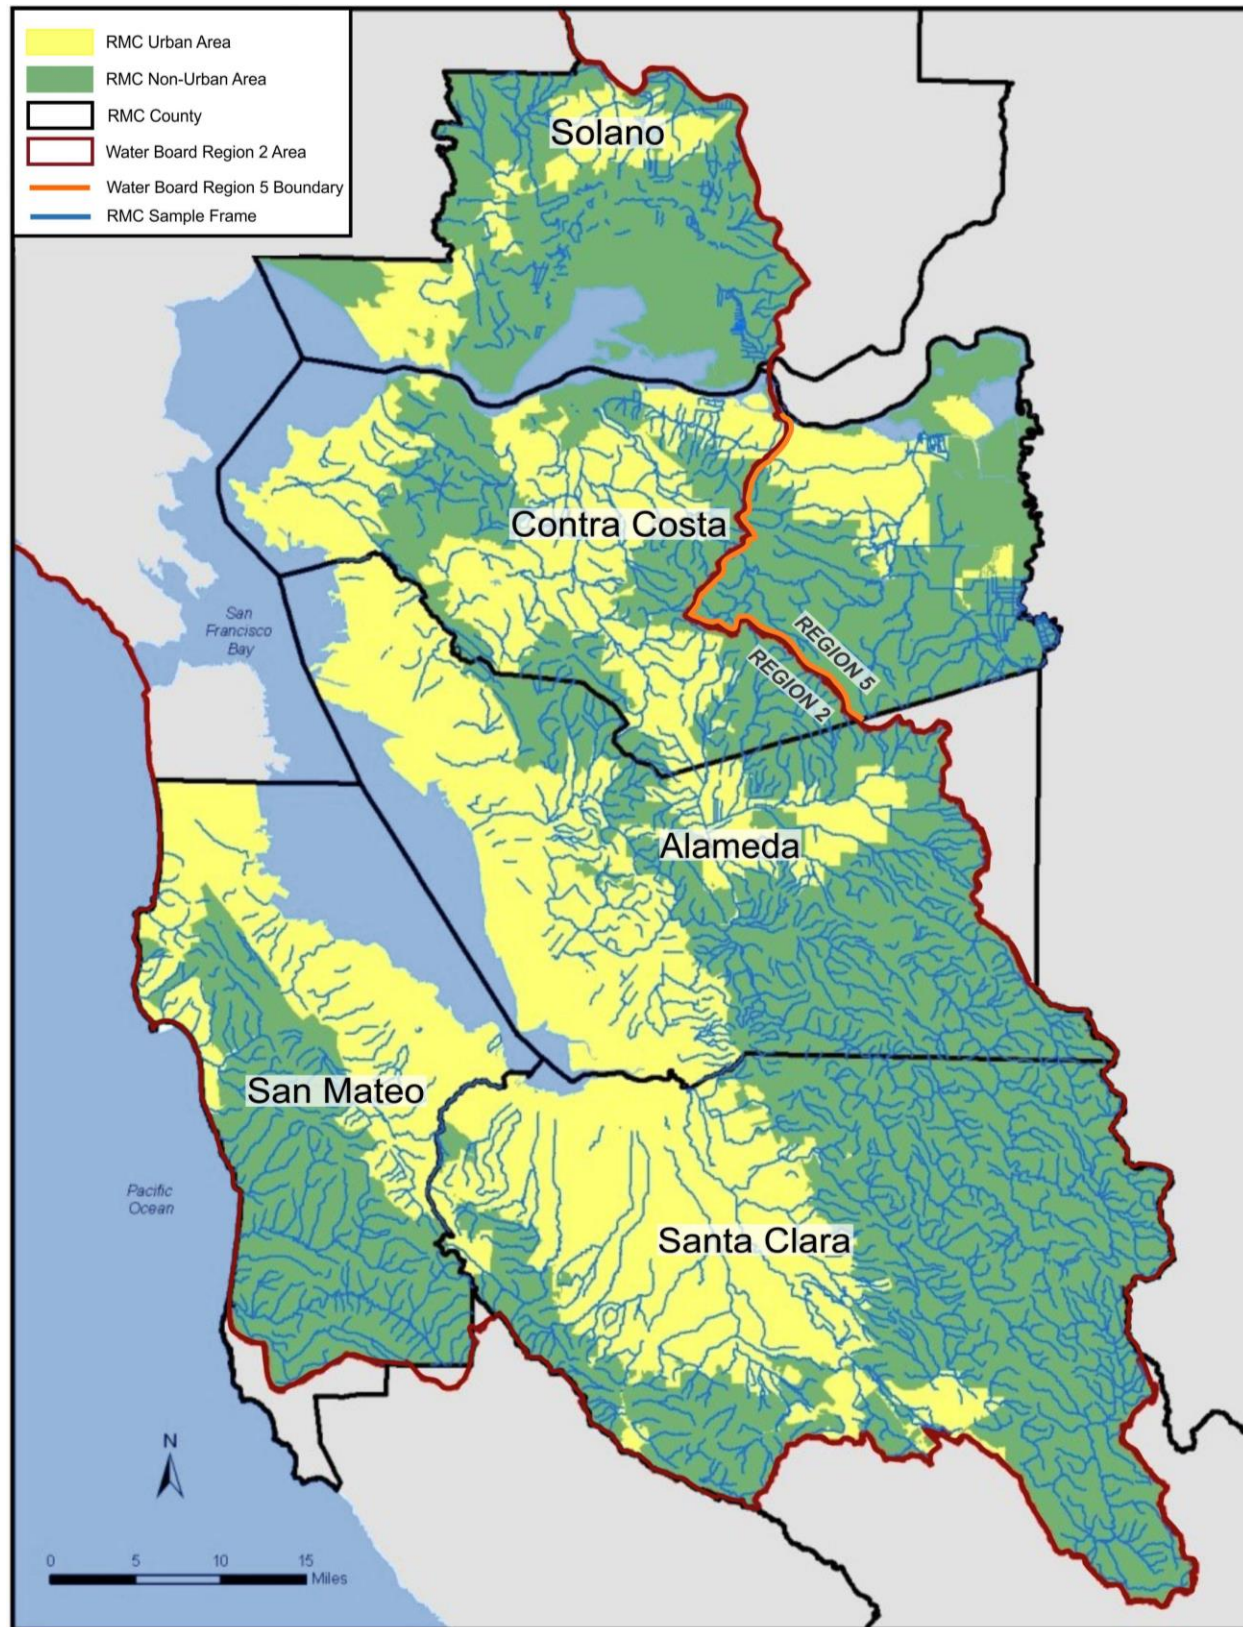 RMC Urban Area
RMC Non-Urban Area
RMC County
Water Board Region 2 Area
Water Board Region 5 Boundary
RMC Sample Frame
Solano
Contra Costa
San
Francisco
Bay
REGION 5
REGION 2
Alameda
San Mateo
Pacific
Ocean
Santa Clara
N
0 5 10 15
Miles